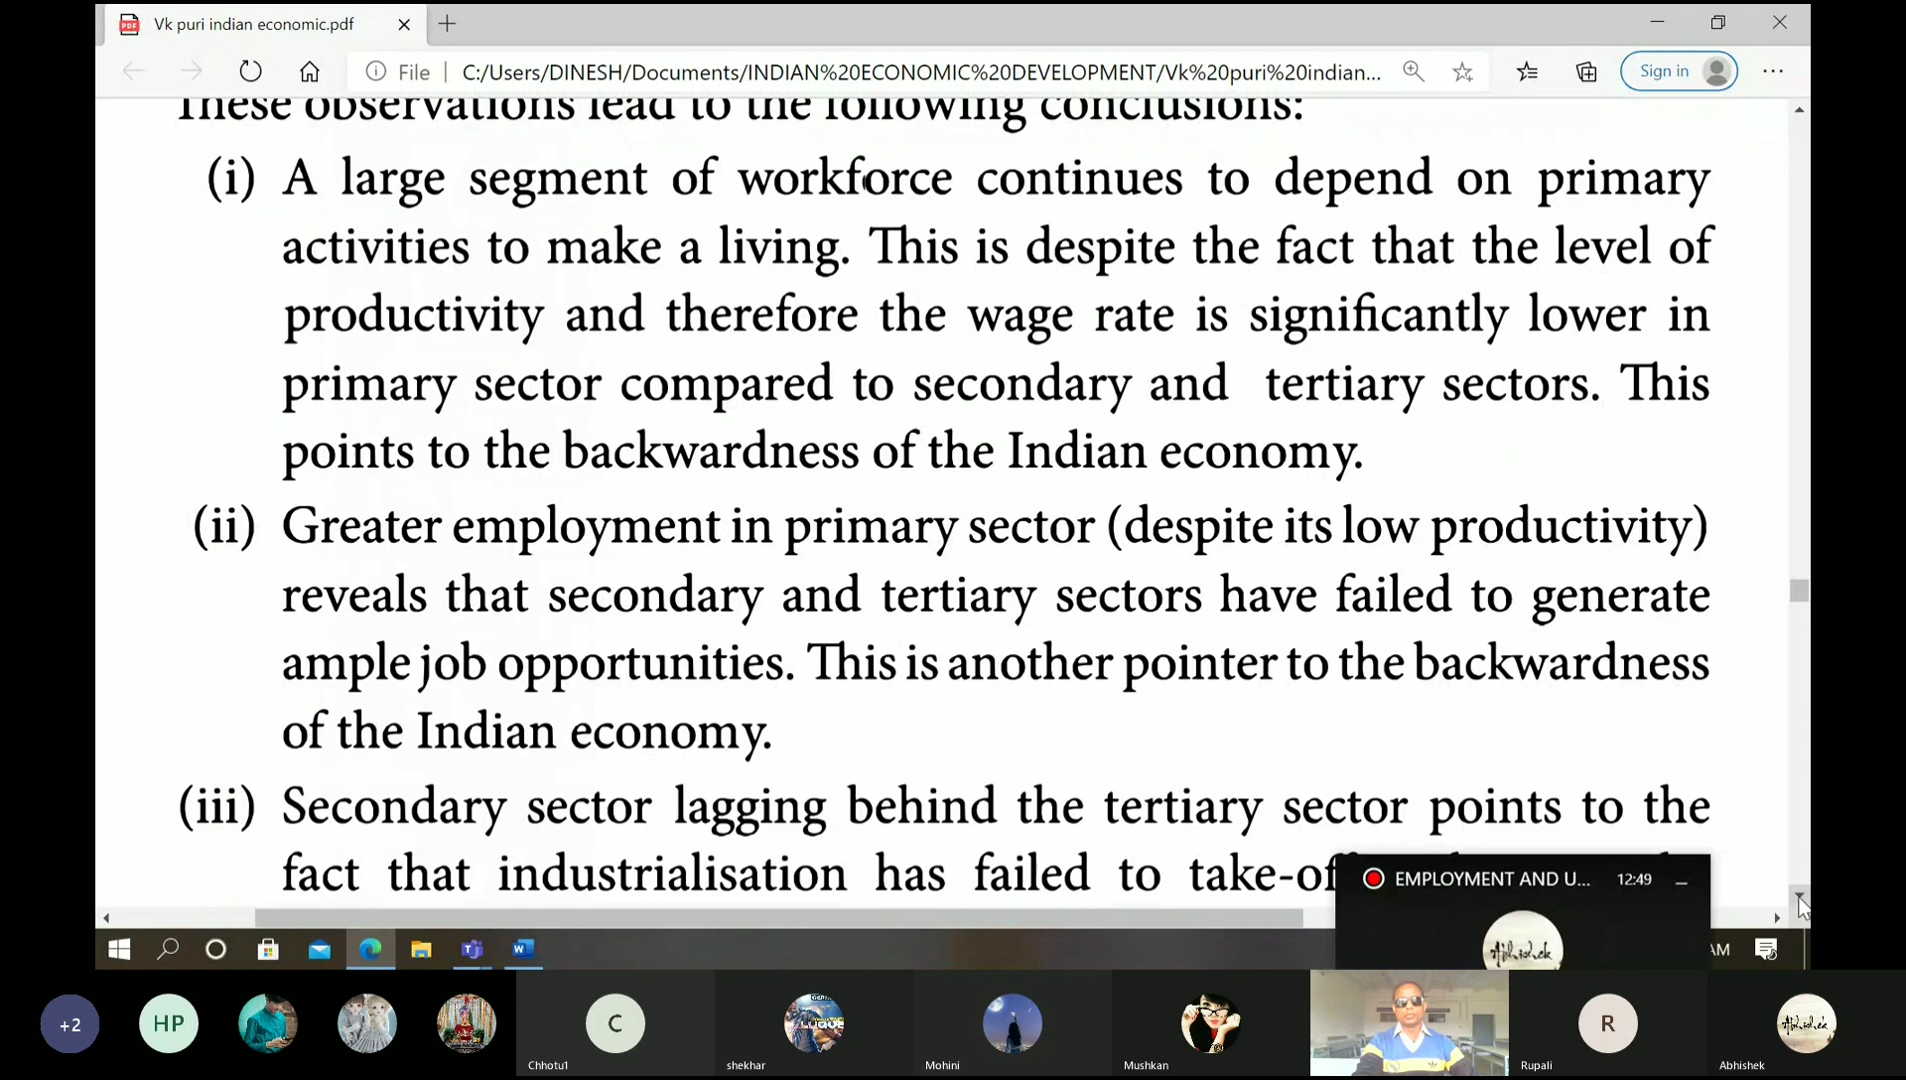 Vk puri indian economic.pdf
File
C:/Users/DINESH/Documents/INDIAN%20ECONOMIC%20DEVELOPMENT/Vk%20puri%20indian...
Sign in
These observations lead to the following conclusions:
(i) A large segment of workforce continues to depend on primary
activities to make a living. This is despite the fact that the level of
productivity and therefore the wage rate is significantly lower in
primary sector compared to secondary and tertiary sectors. This
points to the backwardness of the Indian economy.
(ii) Greater employment in primary sector (despite its low productivity)
reveals that secondary and tertiary sectors have failed to generate
ample job opportunities. This is another pointer to the backwardness
of the Indian economy.
(iii) Secondary sector lagging behind the tertiary sector points to the
fact that industrialisation has failed to
EMPLOYMENT AND U... 12:49
Abhishek
AM
+2
HP
C
R
Abhishek
Chhotu1
shekhar
Mohini
Mushkan
Rupali
Abhishek